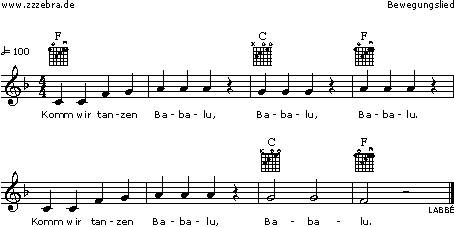 www.zzzebra.de Bewegungslied
♩= 100 F C F
Komm wir tan-zen Ba-ba-lu, Ba-ba-lu, Ba-ba-lu.
C F
Komm wir tan-zen Ba-ba-lu, Ba-ba-lu.
LABBÉ